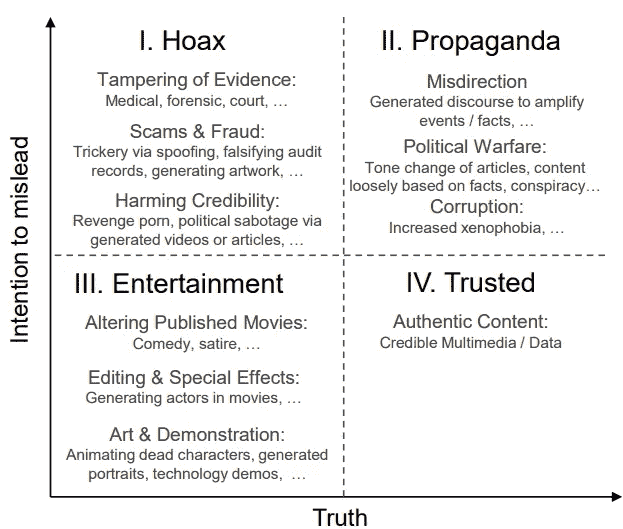 Intention to mislead
I. Hoax
Tampering of Evidence:
Medical, forensic, court, …
Scams & Fraud:
Trickery via spoofing, falsifying audit
records, generating artwork, …
Harming Credibility:
Revenge porn, political sabotage via
generated videos or articles, …
II. Propaganda
Misdirection
Generated discourse to amplify
events / facts, …
Political Warfare:
Tone change of articles, content
loosely based on facts, conspiracy…
Corruption:
Increased xenophobia, …
III. Entertainment
Altering Published Movies:
Comedy, satire, …
Editing & Special Effects:
Generating actors in movies, …
Art & Demonstration:
Animating dead characters, generated
portraits, technology demos, …
IV. Trusted
Authentic Content:
Credible Multimedia / Data
Truth